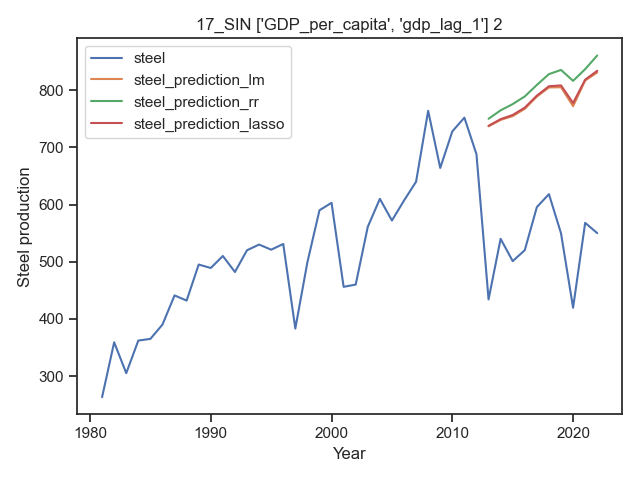 17_SIN ['GDP_per_capita', 'gdp_lag_1'] 2
steel
steel_prediction_lm
steel_prediction_rr
steel_prediction_lasso
800
700
600
500
400
300
Steel production
1980
1990
2000
2010
2020
Year